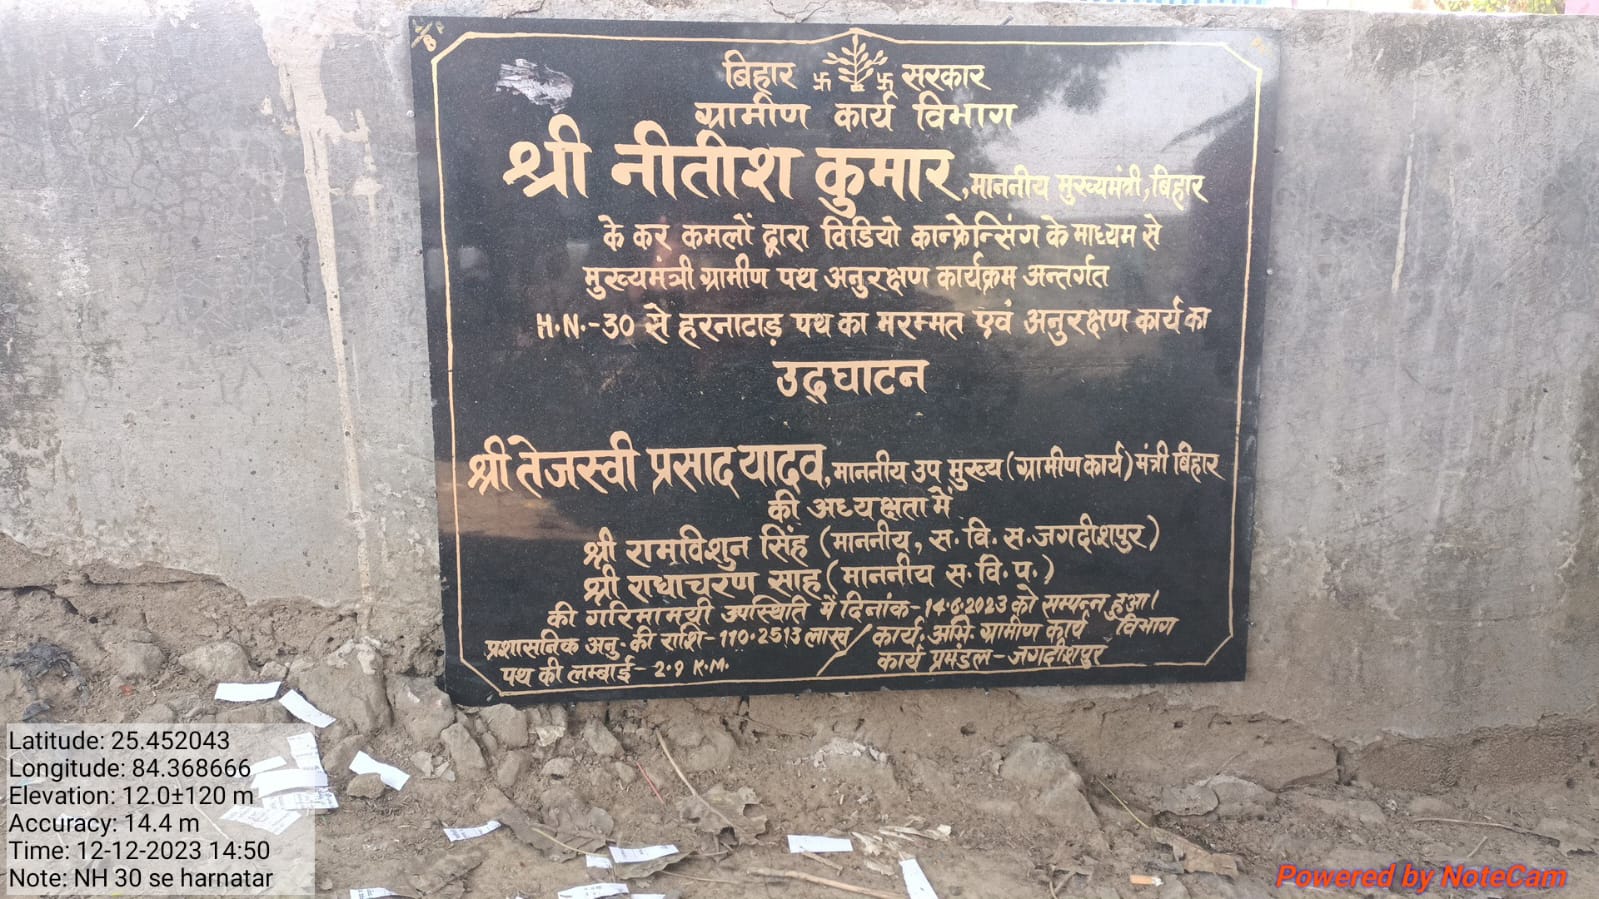 बिहार सरकार
ग्रामीण कार्य विभाग
श्री नीतीश कुमार, माननीय मुख्यमंत्री, बिहार
के कर कमलों द्वारा विडियो कान्फ्रेन्सिंग के माध्यम से
मुख्यमंत्री ग्रामीण पथ अनुरक्षण कार्यक्रम अन्तर्गत
H.N.-30 से हरनाटाड़ पथ का मरम्मत एवं अनुरक्षण कार्य का
उद्घाटन
श्री तेजस्वी प्रसाद यादव, माननीय उप मुख्य (ग्रामीण कार्य) मंत्री बिहार
की अध्यक्षता में
श्री रामविशुन सिंह (माननीय, स. वि. स. जगदीशपुर)
श्री राधाचरण साह (माननीय स. वि. प.)
की गरिमामयी उपस्थिति में दिनांक-14.6.2023 को सम्पन्न हुआ।
प्रशासनिक अनु. की राशि-110.2513 लाख / कार्य. अभि. ग्रामीण कार्य विभाग
पथ की लम्बाई-2.9 K.M. कार्य प्रमंडल-जगदीशपुर
Latitude: 25.452043
Longitude: 84.368666
Elevation: 12.0±120 m
Accuracy: 14.4 m
Time: 12-12-2023 14:50
Note: NH 30 se harnatar
Powered by NoteCam